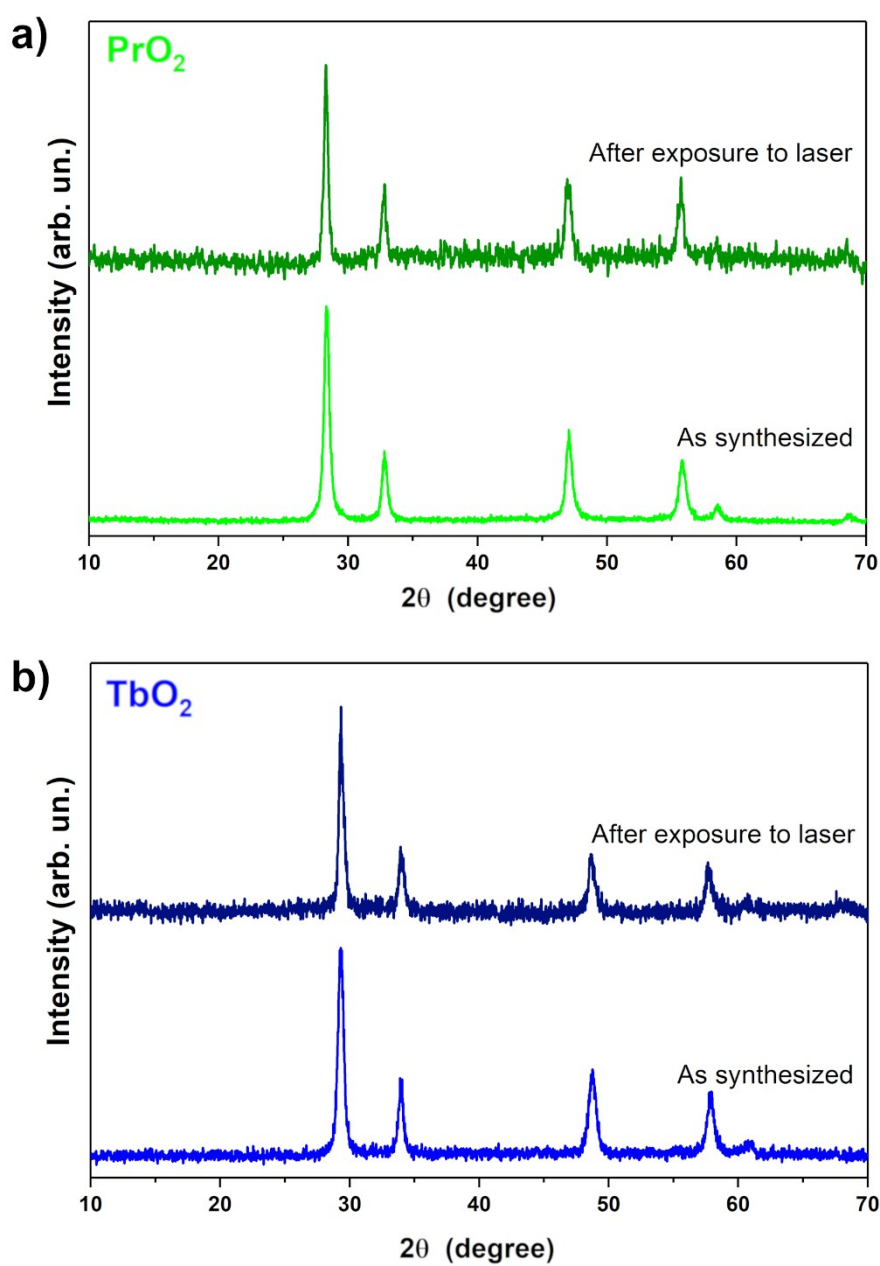 a)
PrO₂
After exposure to laser
As synthesized
Intensity (arb. un.)
10 20 30 40 50 60 70
2θ (degree)
b)
TbO₂
After exposure to laser
As synthesized
Intensity (arb. un.)
10 20 30 40 50 60 70
2θ (degree)